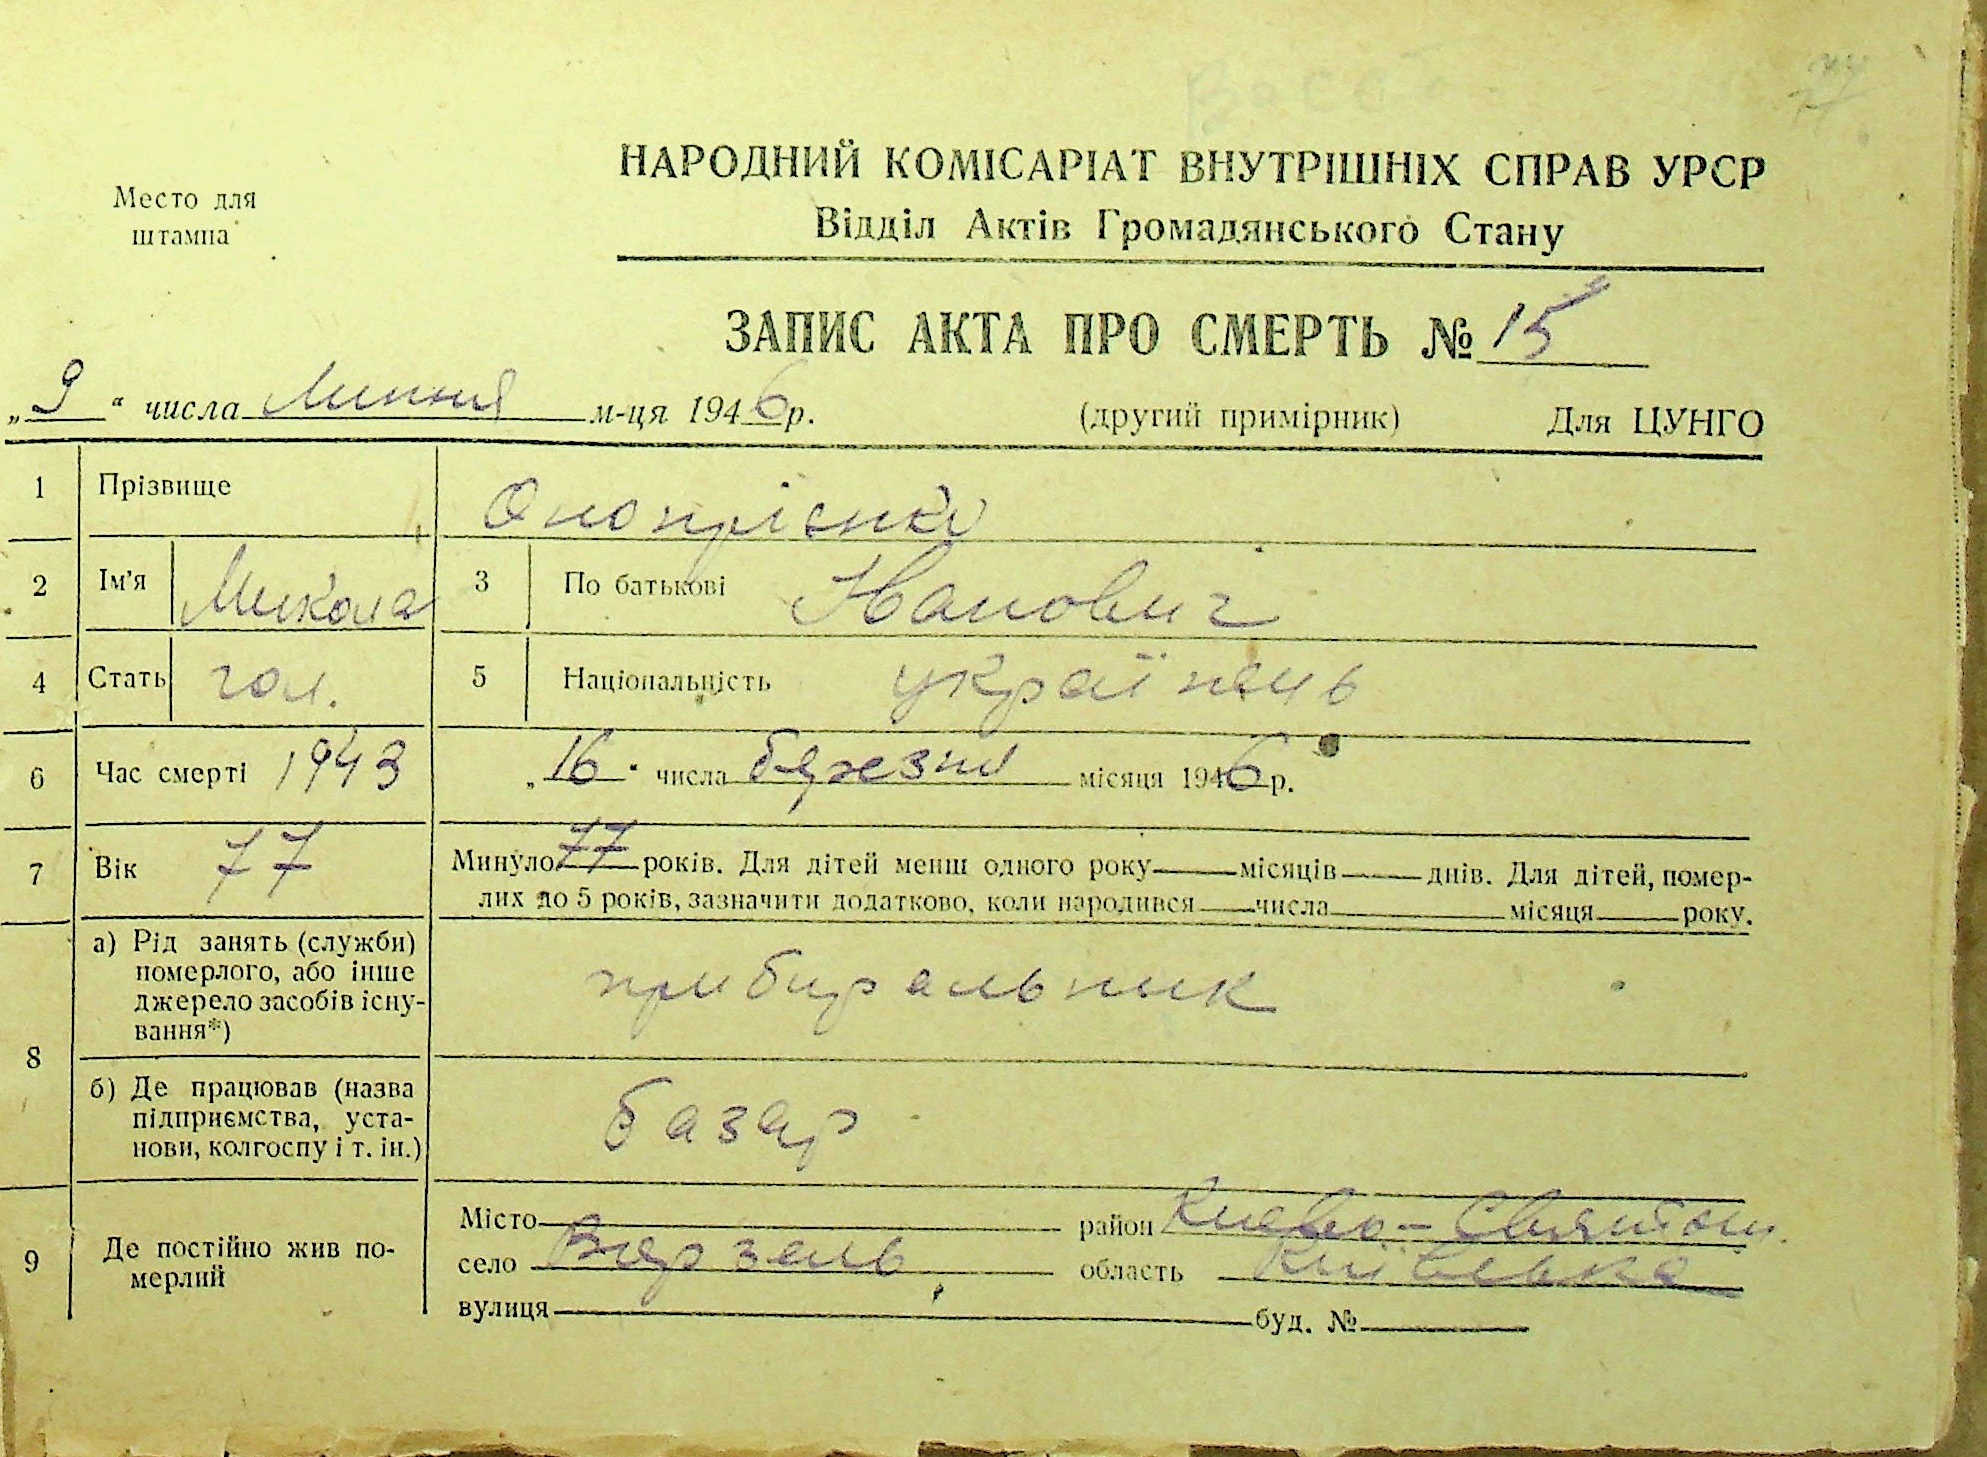 НАРОДНИЙ КОМІСАРІАТ ВНУТРІШНІХ СПРАВ УРСР
Место для
штампа
Відділ Актів Громадянського Стану
ЗАПИС АКТА ПРО СМЕРТЬ № 15
„9“ числа Липня м-ця 1946р. (другий примірник) Для ЦУНГО
1 Прізвище Онопрієнко
2 Ім'я Микола 3 По батькові Іванович
4 Стать чол. 5 Національність українець
6 Час смерті 1943 „16“ числа березня місяця 1946 р.
7 Вік 77 Минуло 77 років. Для дітей менш одного року місяців днів. Для дітей, помер-
лих до 5 років, зазначити додатково, коли народився числа місяця року.
8 а) Рід занять (служби)
померлого, або інше
джерело засобів існу-
вання*) прибиральник
б) Де працював (назва
підприємства, уста-
нови, колгоспу і т. ін.) базар
9 Де постійно жив по-
мерлий
Місто район Києво-Святош.
село Ворзель область Київська
вулиця буд. №